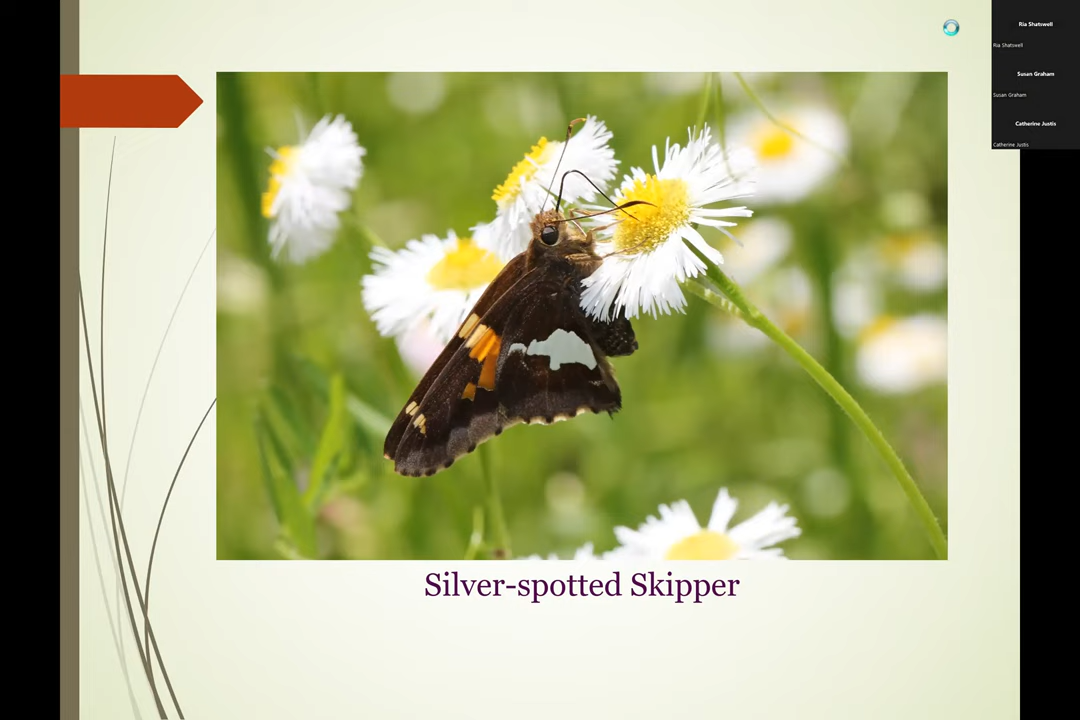 Ria Shatswell
Ria Shatswell
Susan Graham
Susan Graham
Catherine Justis
Catherine Justis
Silver-spotted Skipper